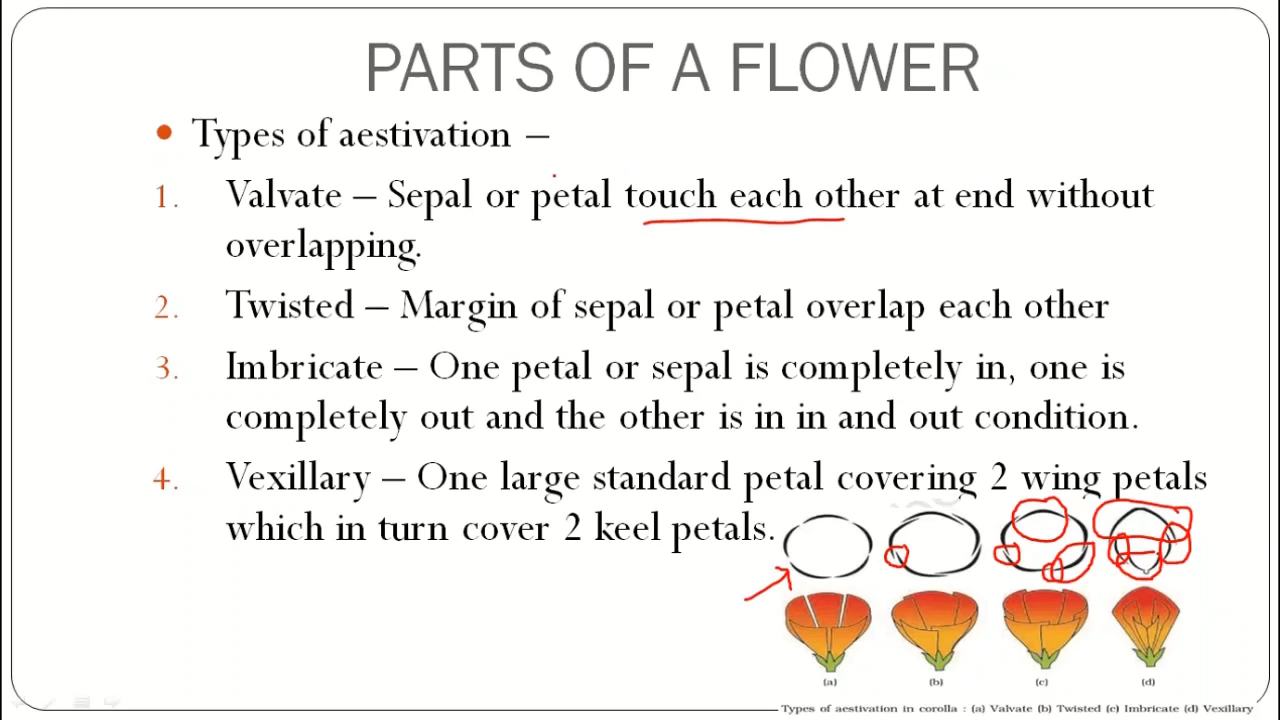 PARTS OF A FLOWER
• Types of aestivation –
1. Valvate – Sepal or petal touch each other at end without
overlapping.
2. Twisted – Margin of sepal or petal overlap each other
3. Imbricate – One petal or sepal is completely in, one is
completely out and the other is in in and out condition.
4. Vexillary – One large standard petal covering 2 wing petals
which in turn cover 2 keel petals.
(a) (b) (c) (d)
Types of aestivation in corolla : (a) Valvate (b) Twisted (c) Imbricate (d) Vexillary